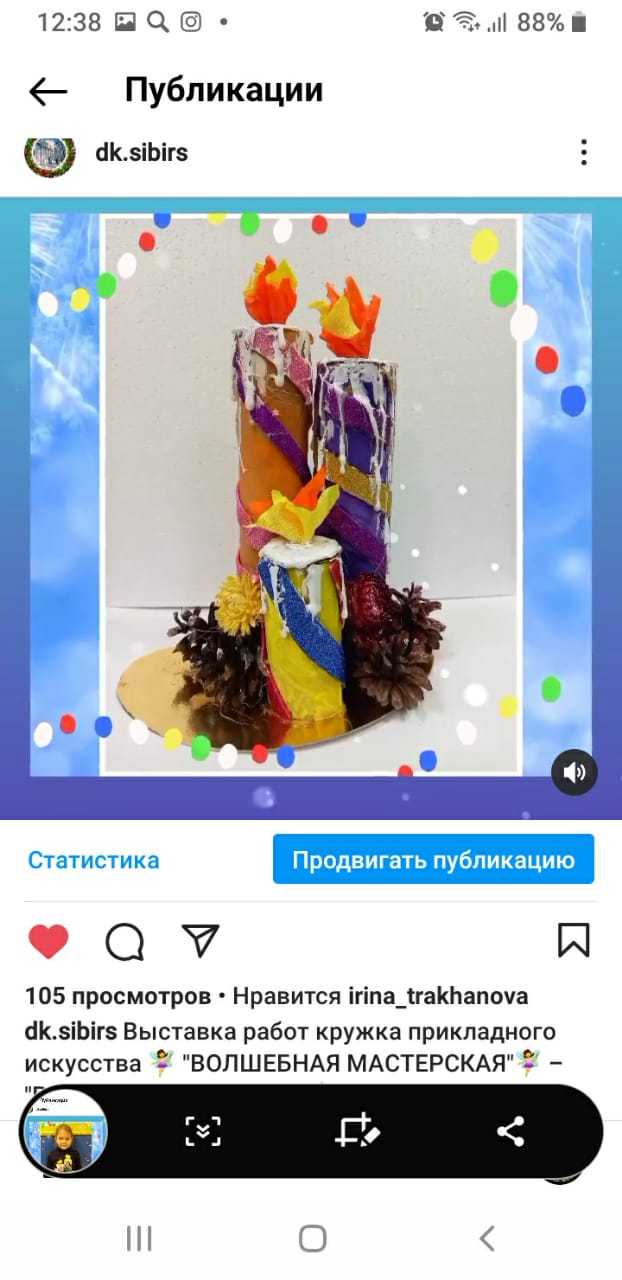 12:38 88%
Публикации
dk.sibirs
Статистика
Продвигать публикацию
105 просмотров • Нравится irina_trakhanova
dk.sibirs Выставка работ кружка прикладного
искусства 🧚‍♀️ "ВОЛШЕБНАЯ МАСТЕРСКАЯ"🧚‍♀️ –
Публикации